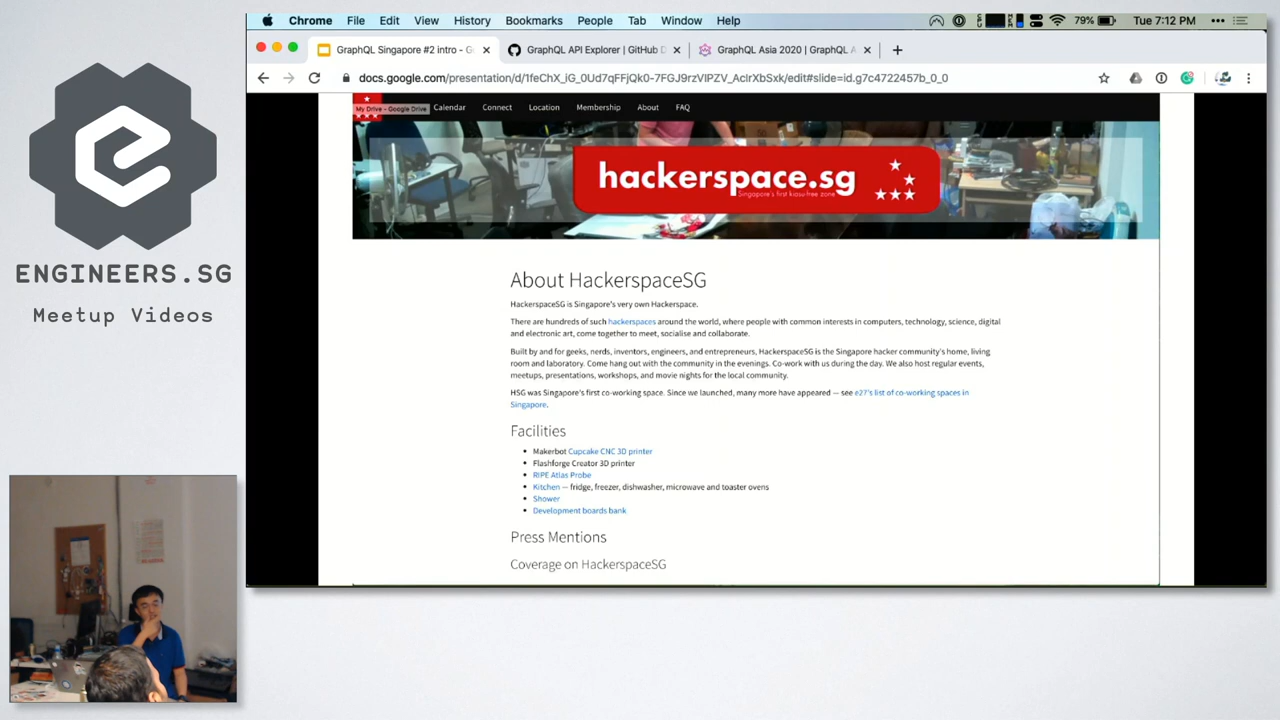 Chrome File Edit View History Bookmarks People Tab Window Help 79% Tue 7:12 PM
GraphQL Singapore #2 intro - G GraphQL API Explorer | GitHub D GraphQL Asia 2020 | GraphQL A
docs.google.com/presentation/d/1feChX_iG_0Ud7qFFjQk0-7FGJ9rzVIPZV_AcIrXbSxk/edit#slide=id.g7c4722457b_0_0
My Drive - Google Drive Calendar Connect Location Membership About FAQ
hackerspace.sg
Singapore's first kiasu-free zone
ENGINEERS.SG
Meetup Videos
About HackerspaceSG
HackerspaceSG is Singapore's very own Hackerspace.
There are hundreds of such hackerspaces around the world, where people with common interests in computers, technology, science, digital
and electronic art, come together to meet, socialise and collaborate.
Built by and for geeks, nerds, inventors, engineers, and entrepreneurs, HackerspaceSG is the Singapore hacker community's home, living
room and laboratory. Come hang out with the community in the evenings. Co-work with us during the day. We also host regular events,
meetups, presentations, workshops, and movie nights for the local community.
HSG was Singapore's first co-working space. Since we launched, many more have appeared — see e27's list of co-working spaces in
Singapore.
Facilities
• Makerbot Cupcake CNC 3D printer
• Flashforge Creator 3D printer
• RIPE Atlas Probe
• Kitchen — fridge, freezer, dishwasher, microwave and toaster ovens
• Shower
• Development boards bank
Press Mentions
Coverage on HackerspaceSG